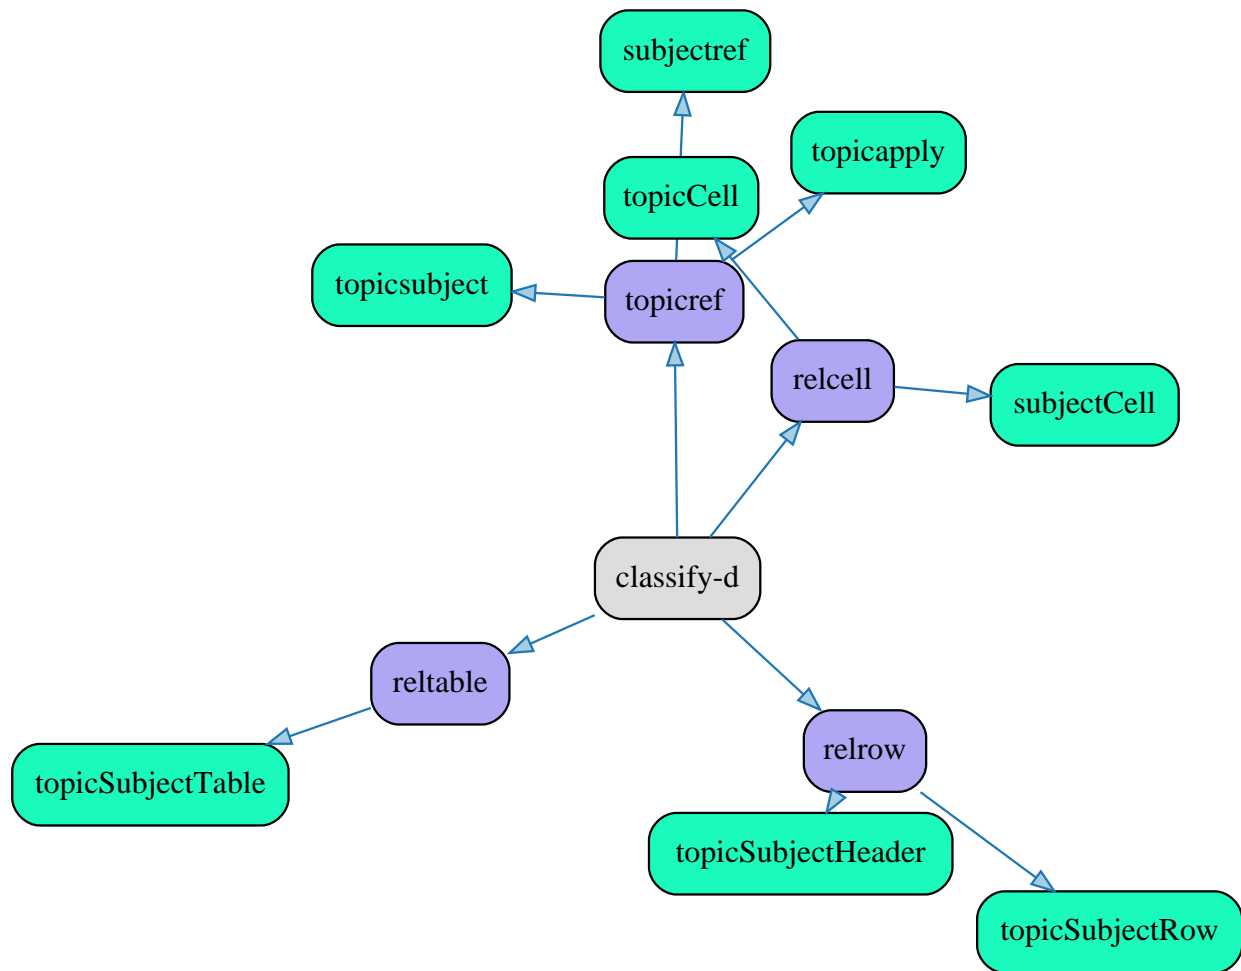 subjectref
topicapply
topicCell
topicsubject
topicref
relcell
subjectCell
classify-d
reltable
relrow
topicSubjectTable
topicSubjectHeader
topicSubjectRow